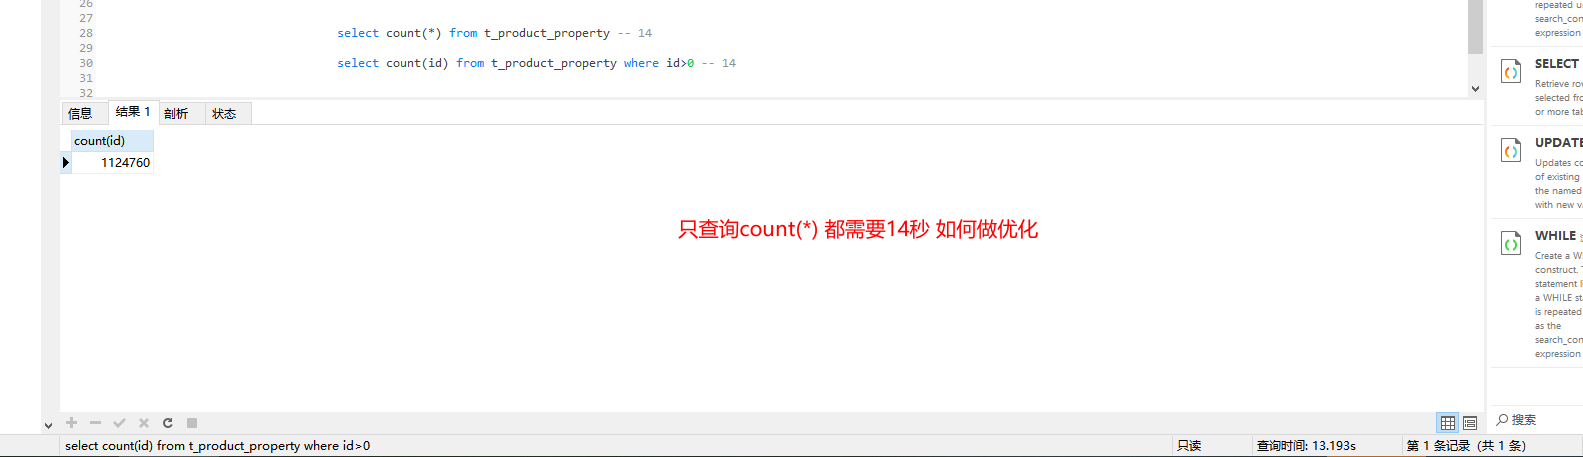 26
27
28 select count(*) from t_product_property -- 14
29
30 select count(id) from t_product_property where id>0 -- 14
31
32
信息 结果 1 剖析 状态
count(id)
1124760
只查询count(*) 都需要14秒 如何做优化
select count(id) from t_product_property where id>0 只读 查询时间: 13.193s 第 1 条记录 (共 1 条)
repeated u
search_con
expression
SELECT
Retrieve rov
selected fro
or more tab
UPDATE
Updates co
of existing
the named
with new va
WHILE
Create a W
construct.
statement
a WHILE sta
is repeated
as the
search_con
expression
搜索